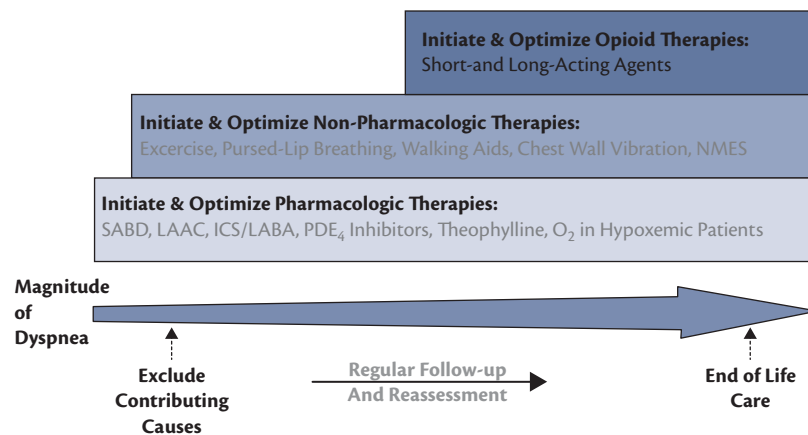 Initiate & Optimize Opioid Therapies:
Short-and Long-Acting Agents
Initiate & Optimize Non-Pharmacologic Therapies:
Excercise, Pursed-Lip Breathing, Walking Aids, Chest Wall Vibration, NMES
Initiate & Optimize Pharmacologic Therapies:
SABD, LAAC, ICS/LABA, PDE₄ Inhibitors, Theophylline, O₂ in Hypoxemic Patients
Magnitude
of
Dyspnea
Exclude
Contributing
Causes
Regular Follow-up
And Reassessment
End of Life
Care